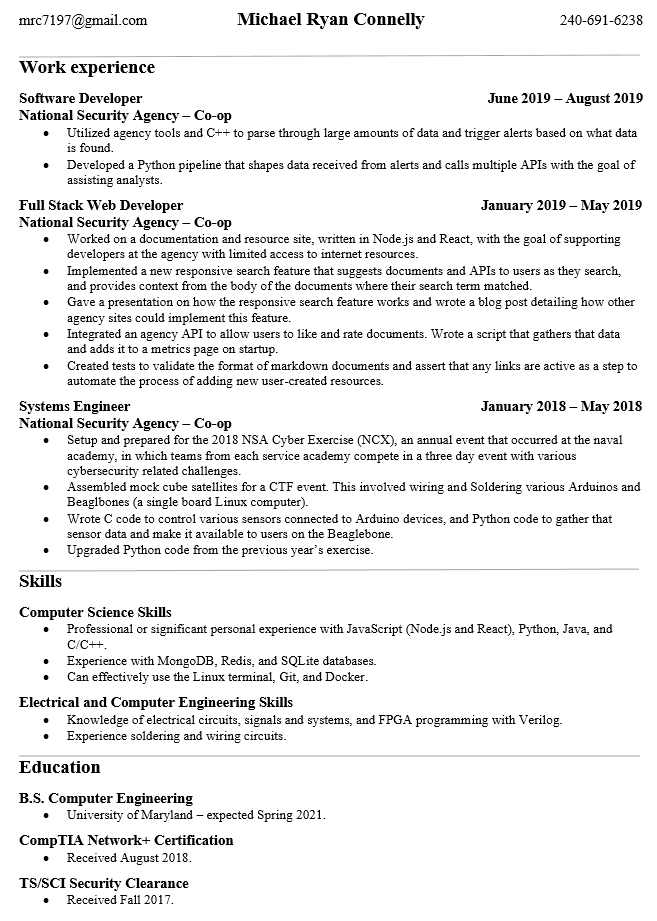 mrc7197@gmail.com Michael Ryan Connelly 240-691-6238
Work experience
Software Developer June 2019 – August 2019
National Security Agency – Co-op
• Utilized agency tools and C++ to parse through large amounts of data and trigger alerts based on what data
is found.
• Developed a Python pipeline that shapes data received from alerts and calls multiple APIs with the goal of
assisting analysts.
Full Stack Web Developer January 2019 – May 2019
National Security Agency – Co-op
• Worked on a documentation and resource site, written in Node.js and React, with the goal of supporting
developers at the agency with limited access to internet resources.
• Implemented a new responsive search feature that suggests documents and APIs to users as they search,
and provides context from the body of the documents where their search term matched.
• Gave a presentation on how the responsive search feature works and wrote a blog post detailing how other
agency sites could implement this feature.
• Integrated an agency API to allow users to like and rate documents. Wrote a script that gathers that data
and adds it to a metrics page on startup.
• Created tests to validate the format of markdown documents and assert that any links are active as a step to
automate the process of adding new user-created resources.
Systems Engineer January 2018 – May 2018
National Security Agency – Co-op
• Setup and prepared for the 2018 NSA Cyber Exercise (NCX), an annual event that occurred at the naval
academy, in which teams from each service academy compete in a three day event with various
cybersecurity related challenges.
• Assembled mock cube satellites for a CTF event. This involved wiring and Soldering various Arduinos and
Beaglbones (a single board Linux computer).
• Wrote C code to control various sensors connected to Arduino devices, and Python code to gather that
sensor data and make it available to users on the Beaglebone.
• Upgraded Python code from the previous year’s exercise.
Skills
Computer Science Skills
• Professional or significant personal experience with JavaScript (Node.js and React), Python, Java, and
C/C++.
• Experience with MongoDB, Redis, and SQLite databases.
• Can effectively use the Linux terminal, Git, and Docker.
Electrical and Computer Engineering Skills
• Knowledge of electrical circuits, signals and systems, and FPGA programming with Verilog.
• Experience soldering and wiring circuits.
Education
B.S. Computer Engineering
• University of Maryland – expected Spring 2021.
CompTIA Network+ Certification
• Received August 2018.
TS/SCI Security Clearance
• Received Fall 2017.